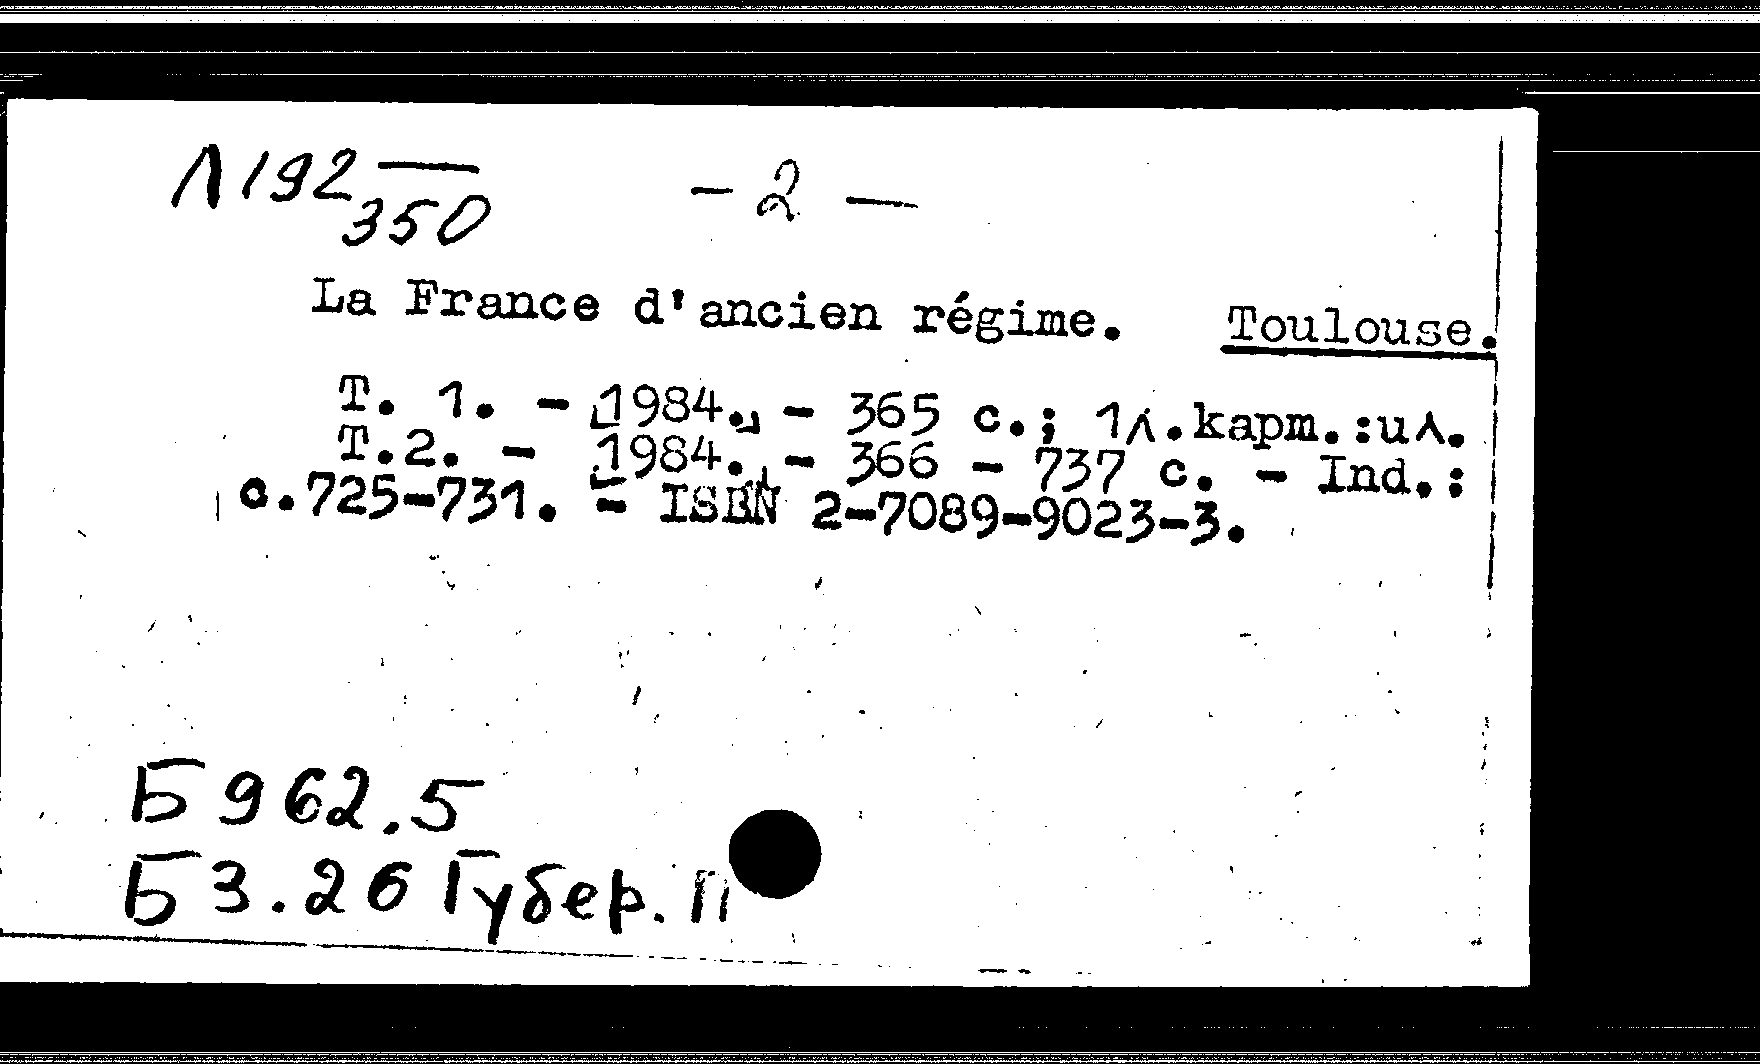 Л192
350
- 2 -
La France d'ancien régime. Toulouse.
T. 1. - [1984.] - 365 c.; 1л.карт.:ил.
T.2. - [1984.] - 366 - 737 c. - Ind.:
c.725-731. - ISBN 2-7089-9023-3.
Б962.5
Б3.26 Губер. П